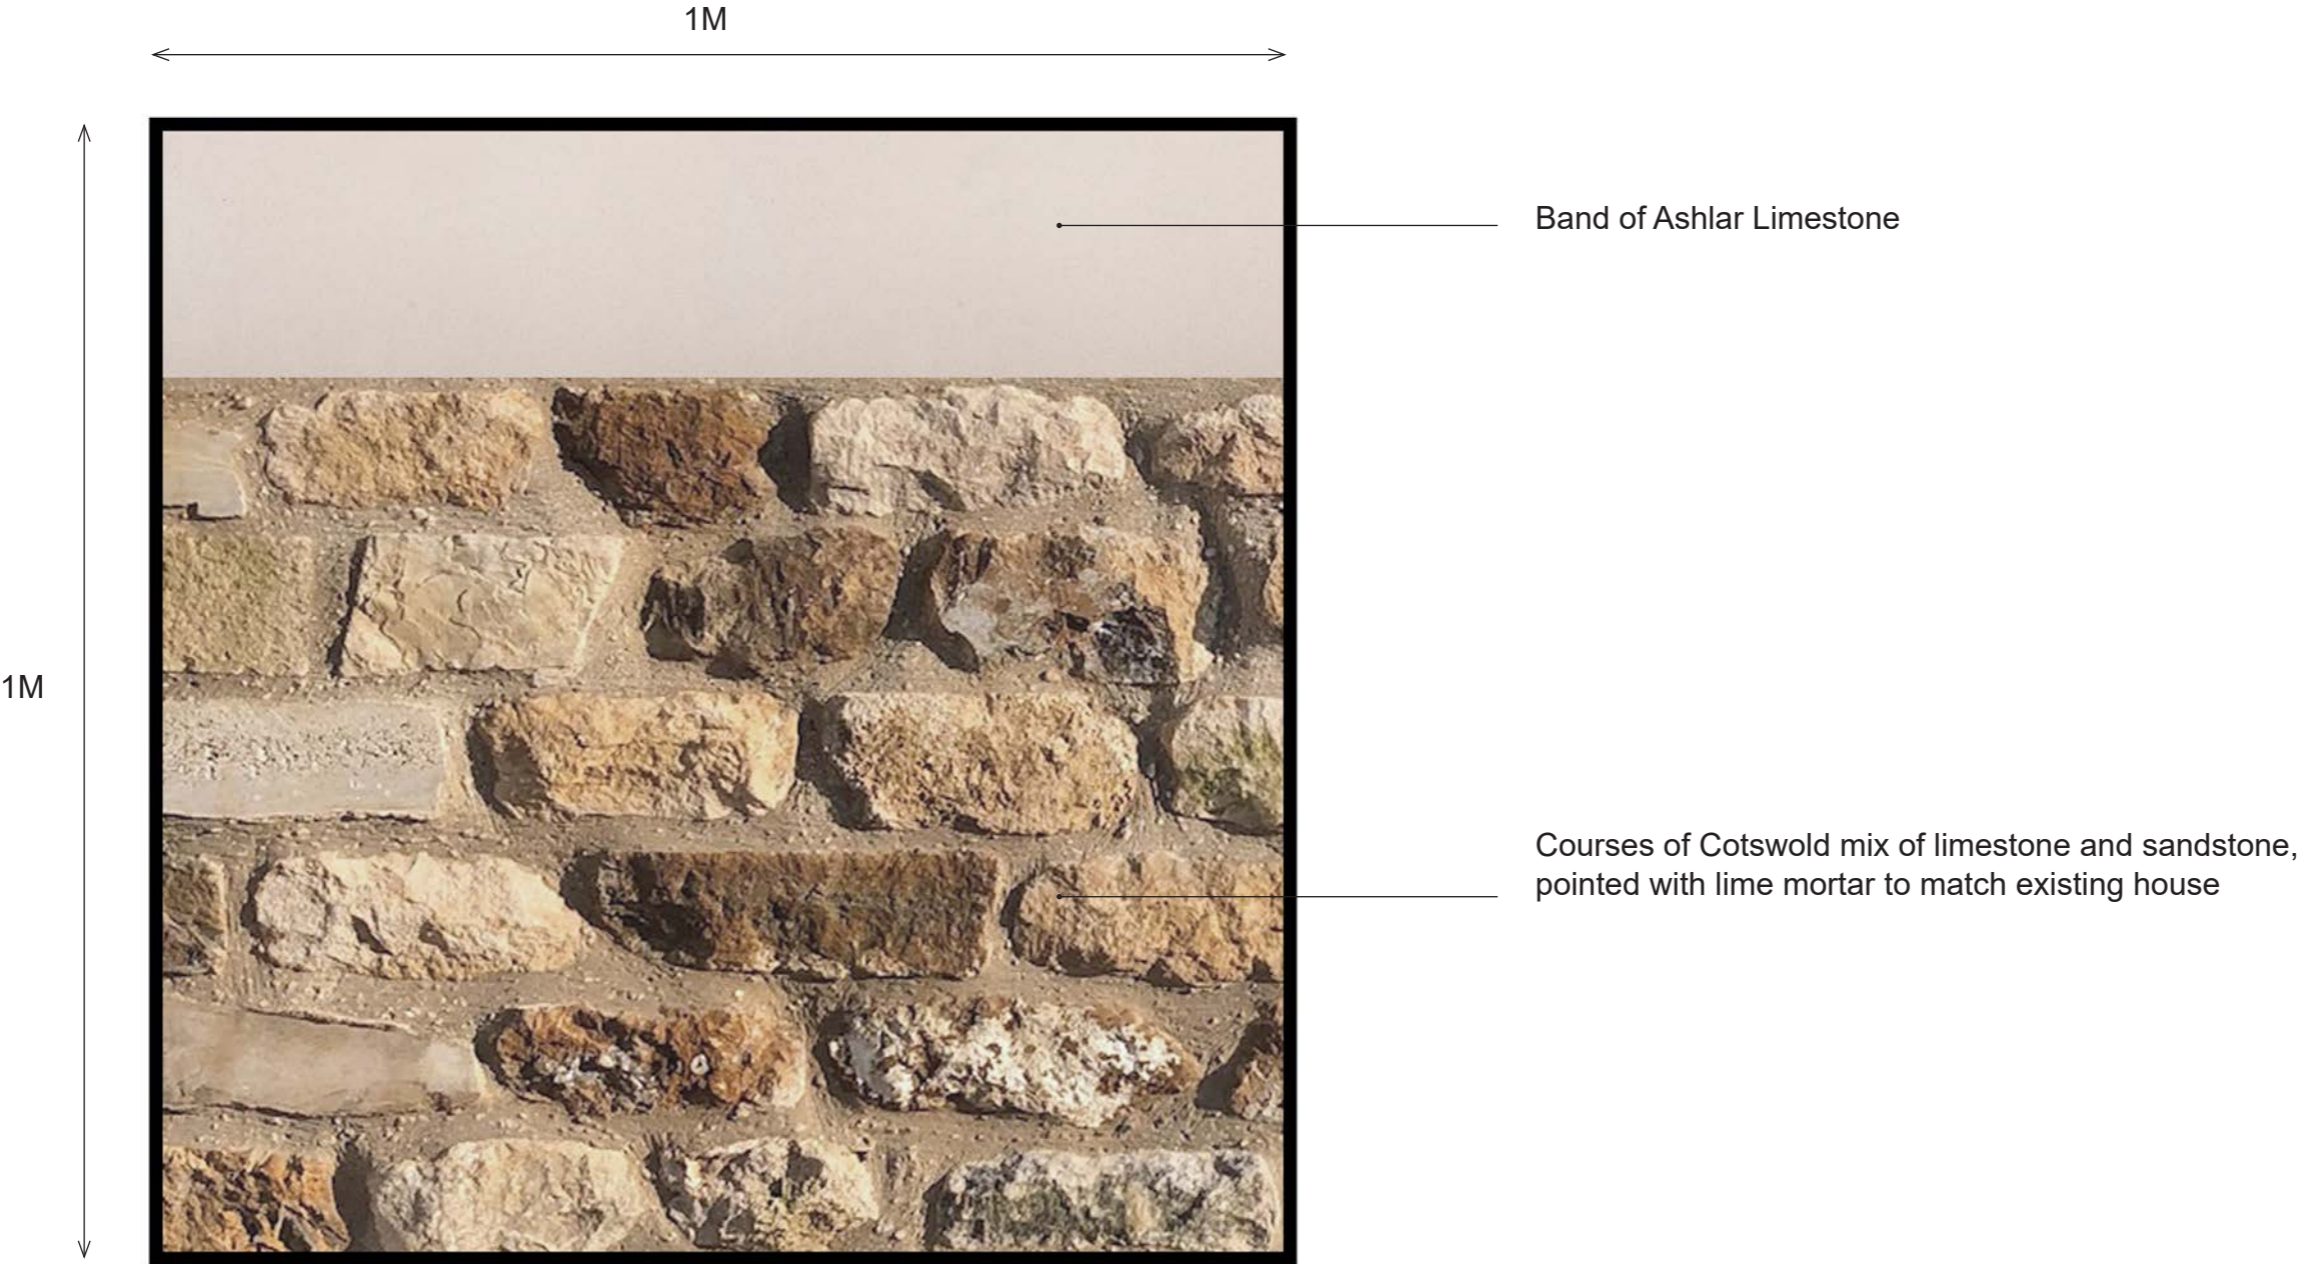 1M
Band of Ashlar Limestone
1M
Courses of Cotswold mix of limestone and sandstone,
pointed with lime mortar to match existing house